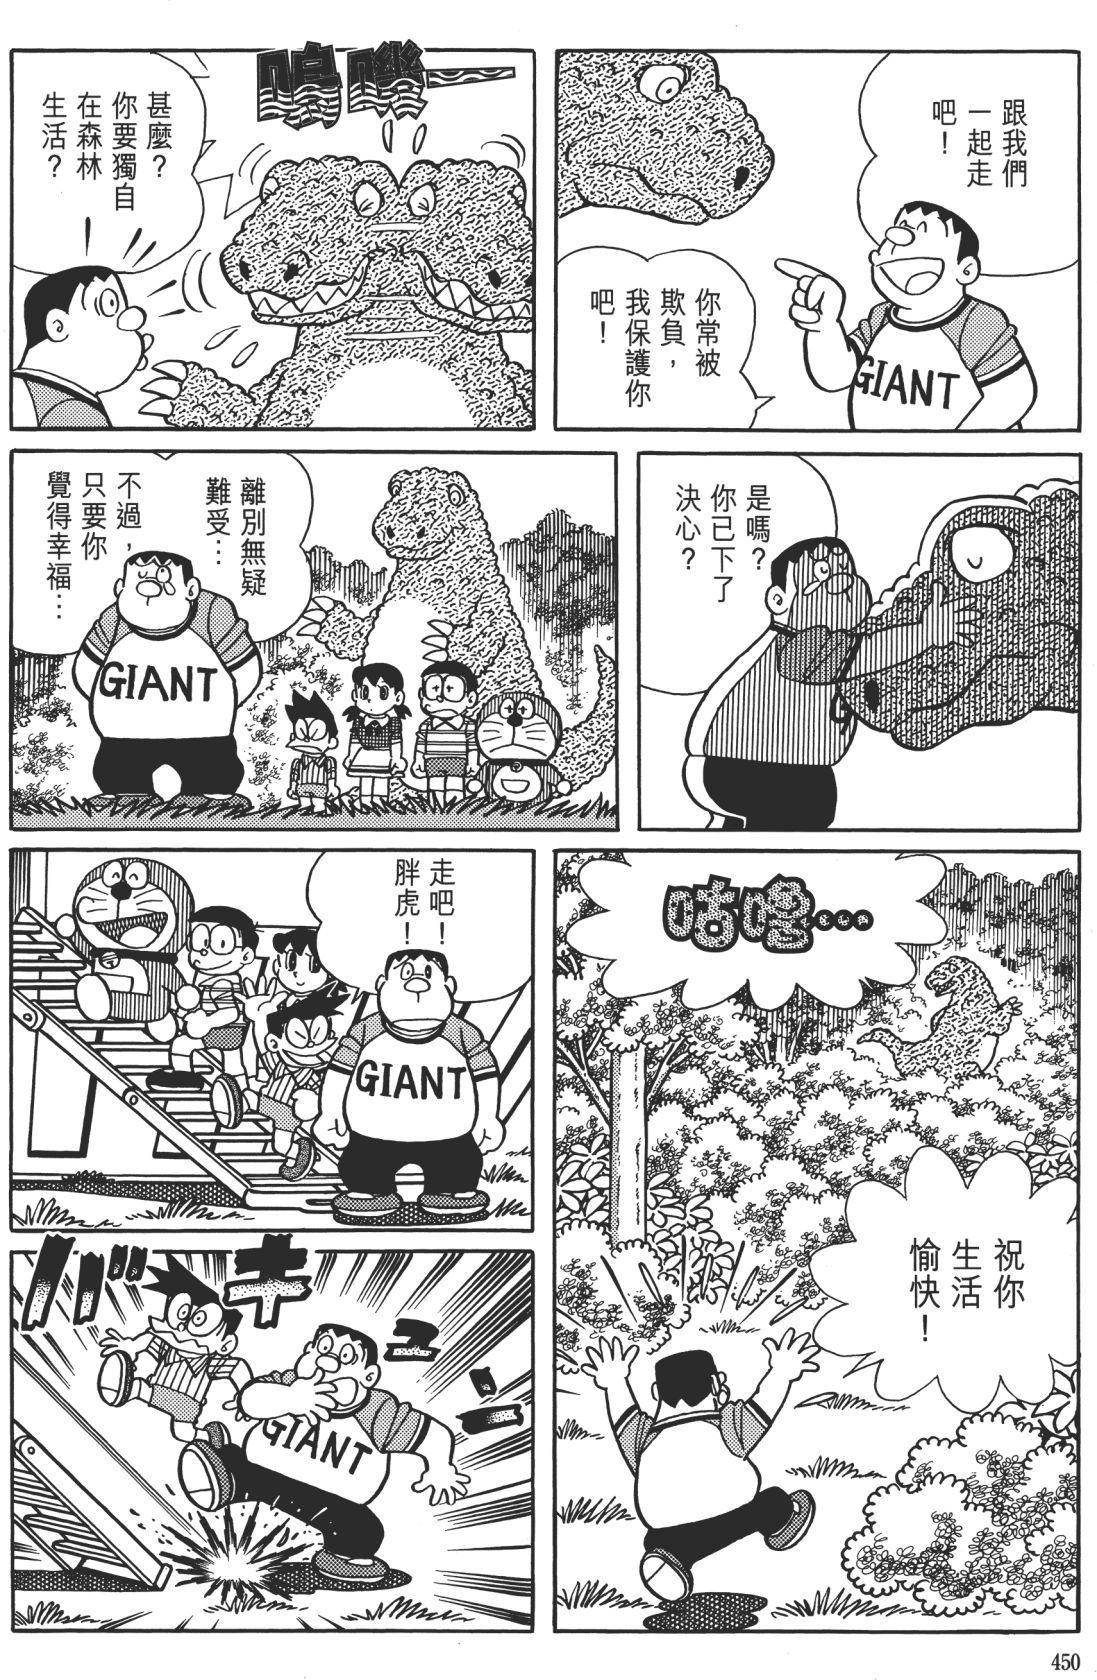 跟我們
一起走
吧！
GIANT
你常被
欺負，
我保護你
吧！
嗚嘰—
甚麼？
你要獨自
在森林
生活？
是嗎？
你已下了
決心？
離別無疑
難受…
不過，
只要你
覺得幸福…
GIANT
咕嚕…
祝你
生活
愉快！
走吧！
胖虎！
GIANT
バキューン
GIANT
450